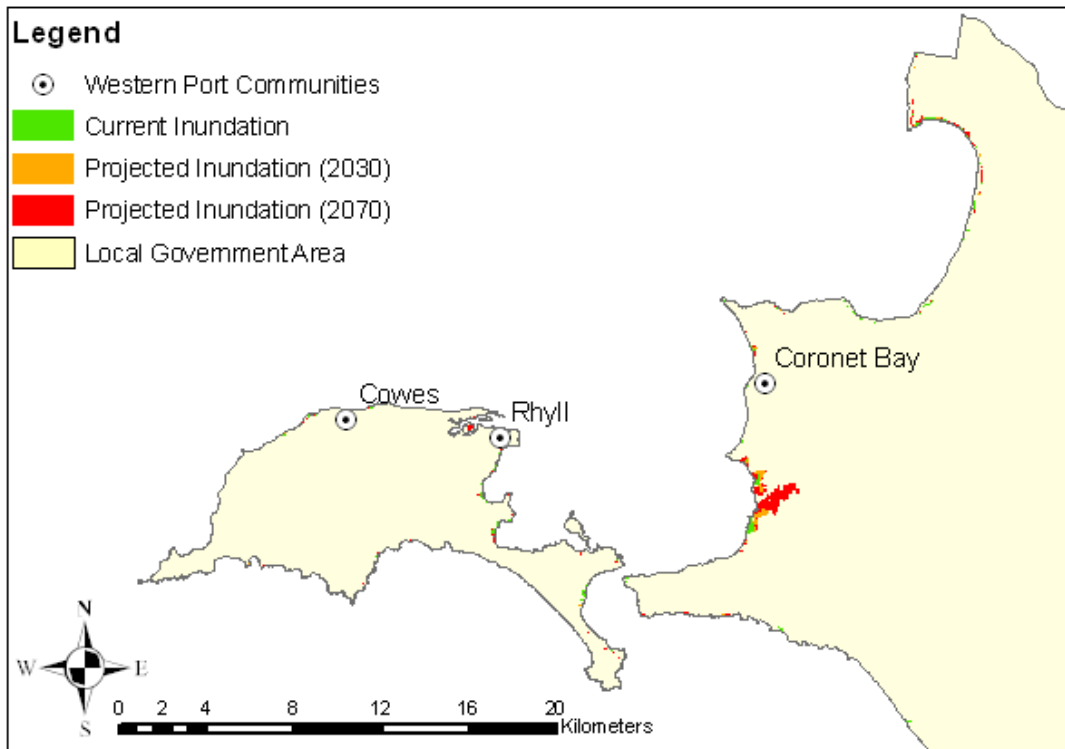 Legend
Western Port Communities
Current Inundation
Projected Inundation (2030)
Projected Inundation (2070)
Local Government Area
Coronet Bay
Cowes
Rhyll
N
W E
S
0 2 4 8 12 16 20
Kilometers